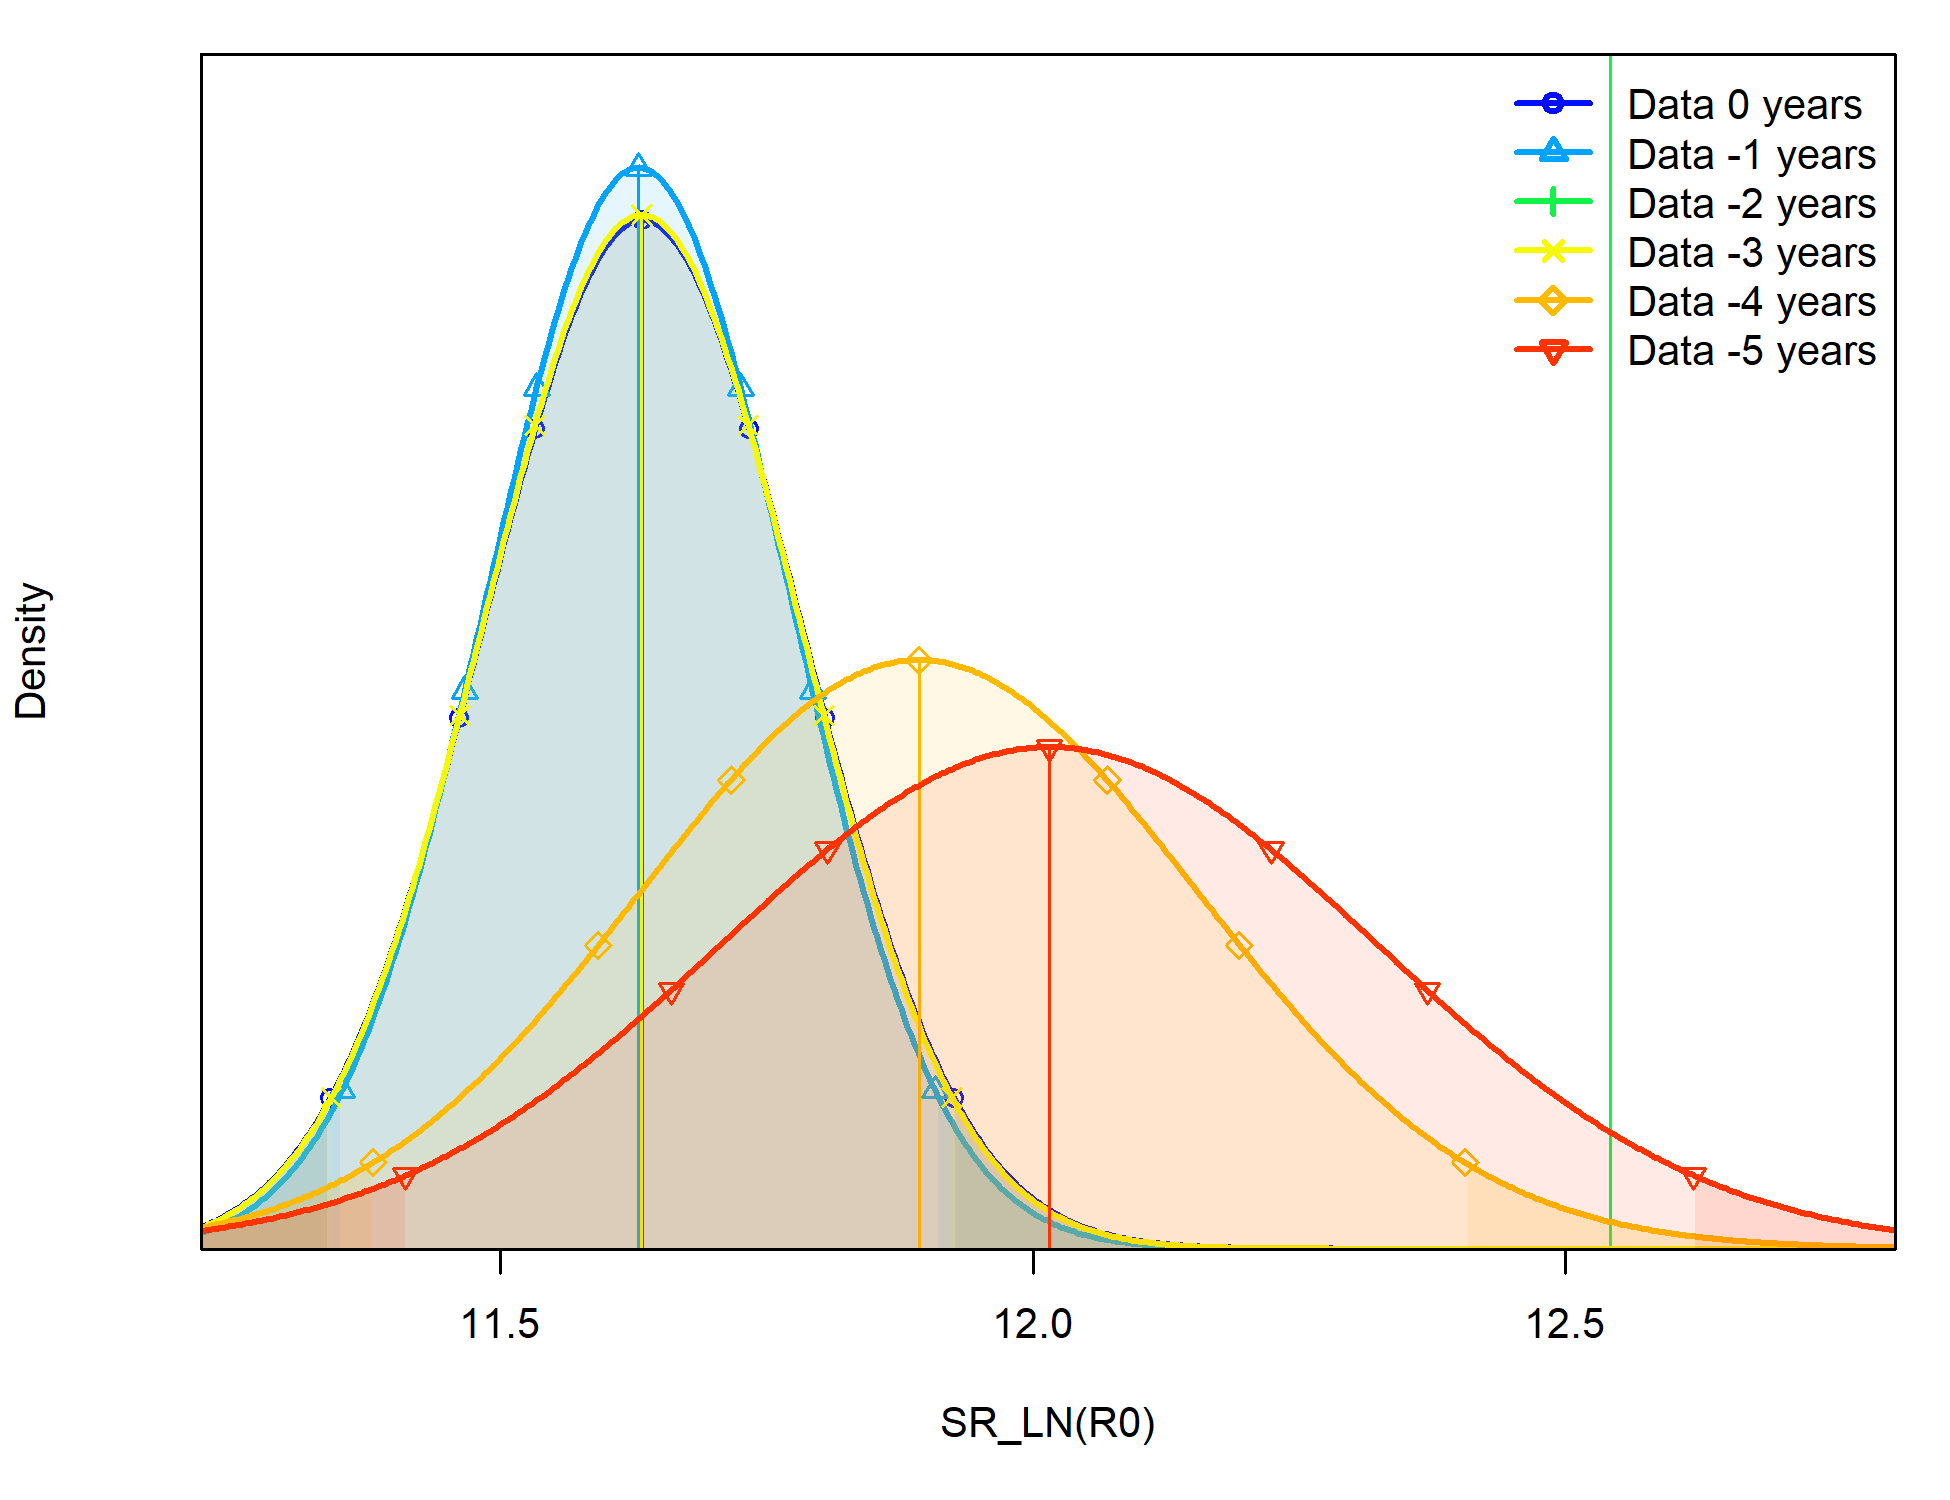 Data 0 years
Data -1 years
Data -2 years
Data -3 years
Data -4 years
Data -5 years
Density
11.5 12.0 12.5
SR_LN(R0)